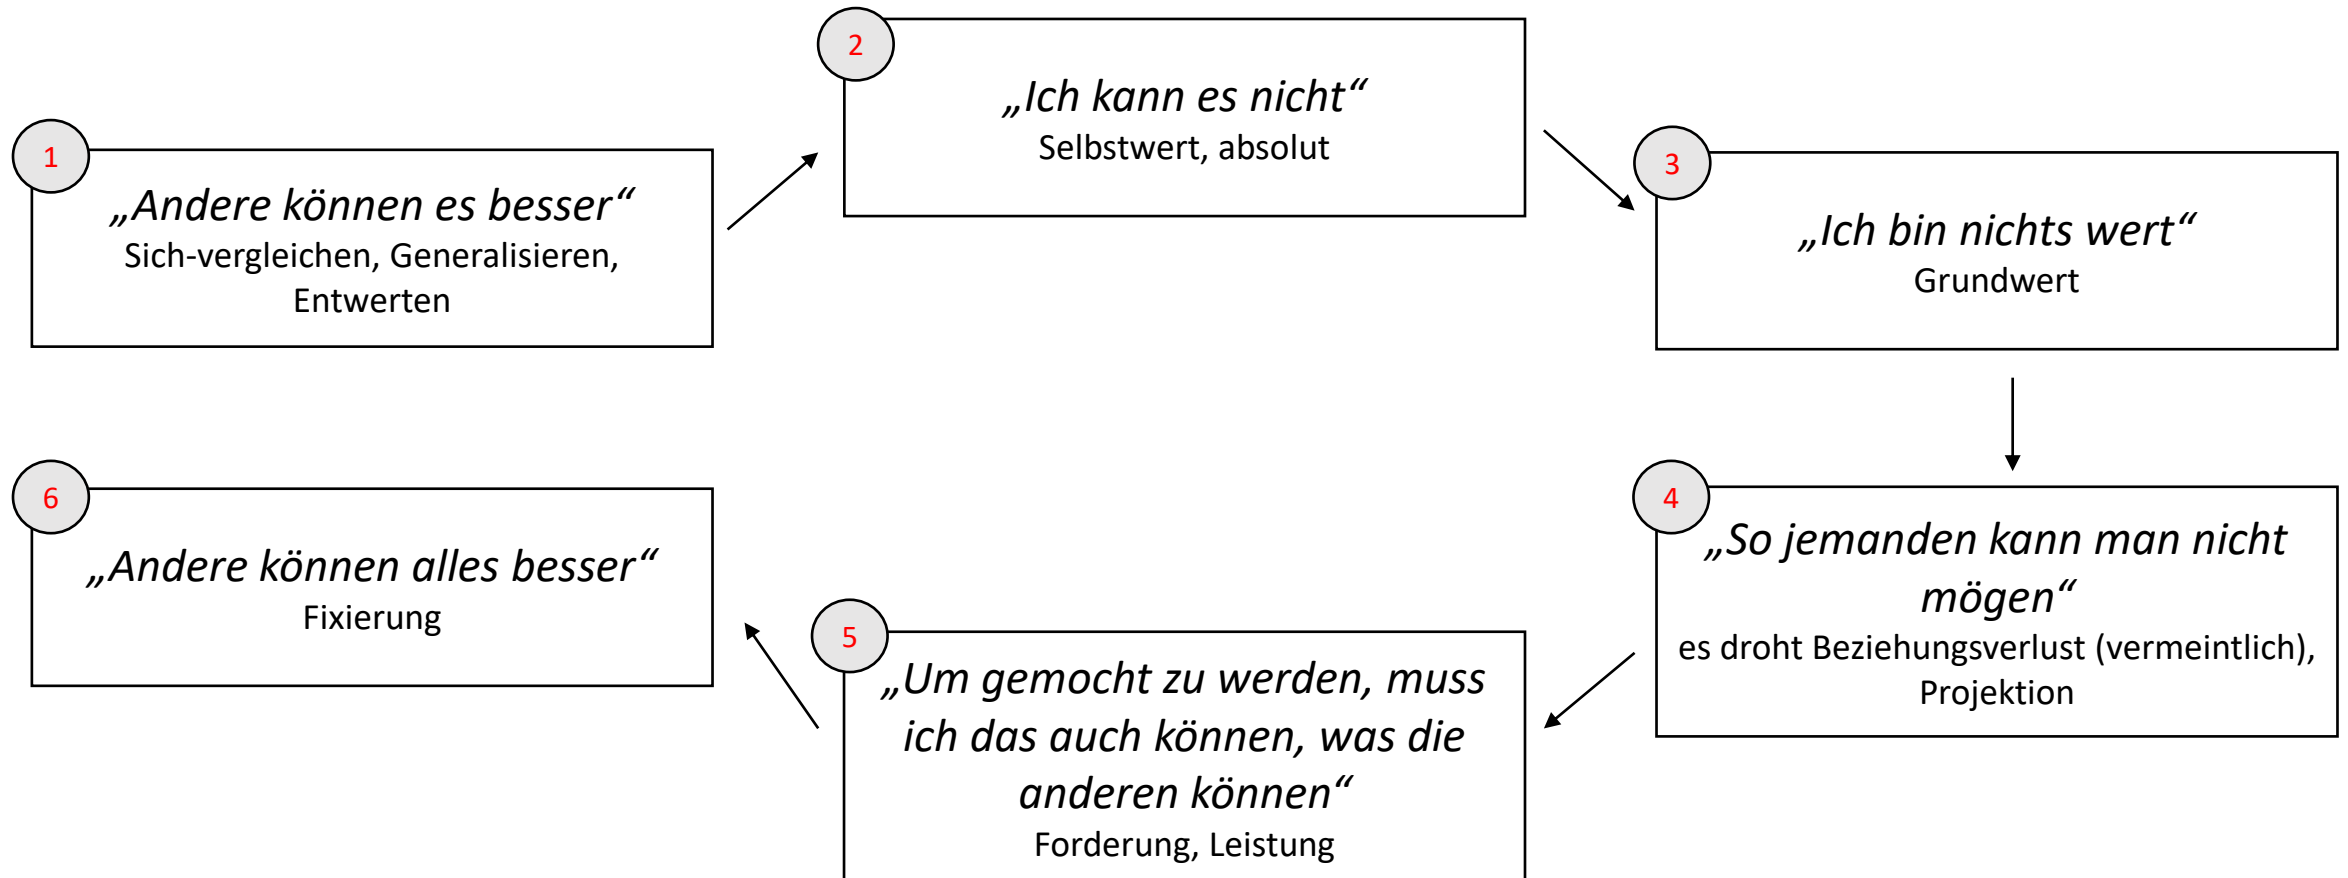 1
„Andere können es besser“
Sich-vergleichen, Generalisieren,
Entwerten
2
„Ich kann es nicht“
Selbstwert, absolut
3
„Ich bin nichts wert“
Grundwert
4
„So jemanden kann man nicht
mögen“
es droht Beziehungsverlust (vermeintlich),
Projektion
5
„Um gemocht zu werden, muss
ich das auch können, was die
anderen können“
Forderung, Leistung
6
„Andere können alles besser“
Fixierung